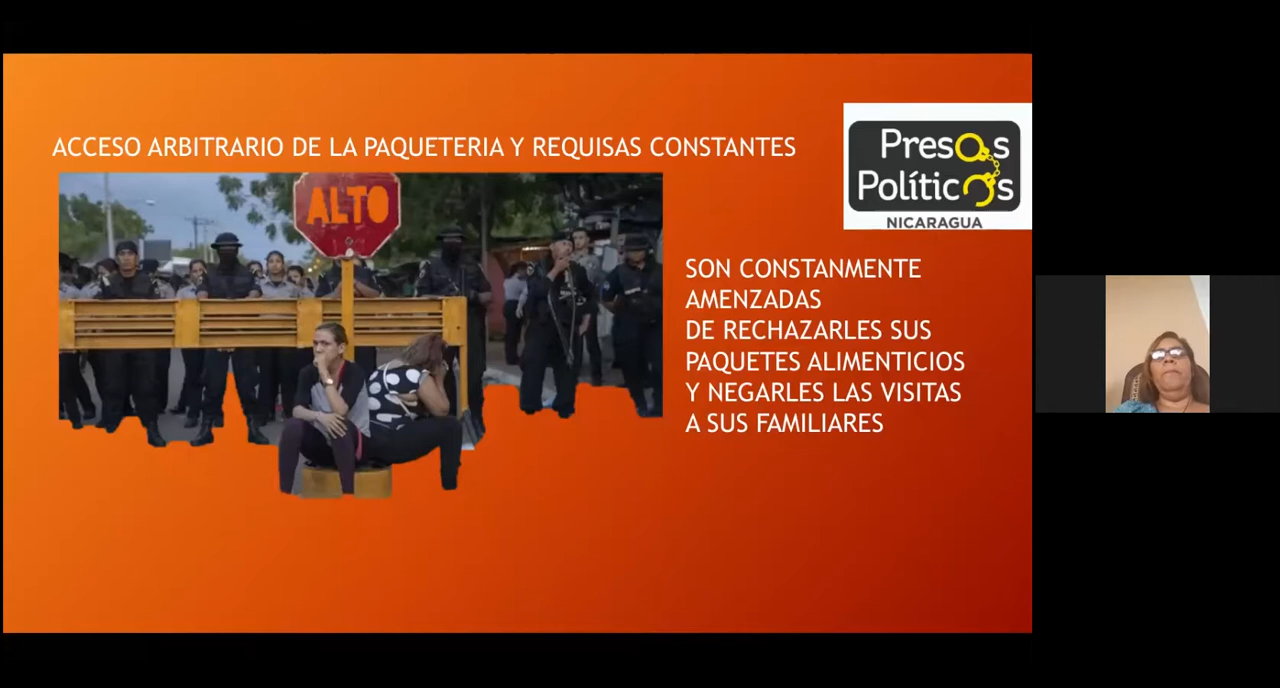 ACCESO ARBITRARIO DE LA PAQUETERIA Y REQUISAS CONSTANTES
ALTO
Presos
Políticos
NICARAGUA
SON CONSTANMENTE
AMENZADAS
DE RECHAZARLES SUS
PAQUETES ALIMENTICIOS
Y NEGARLES LAS VISITAS
A SUS FAMILIARES